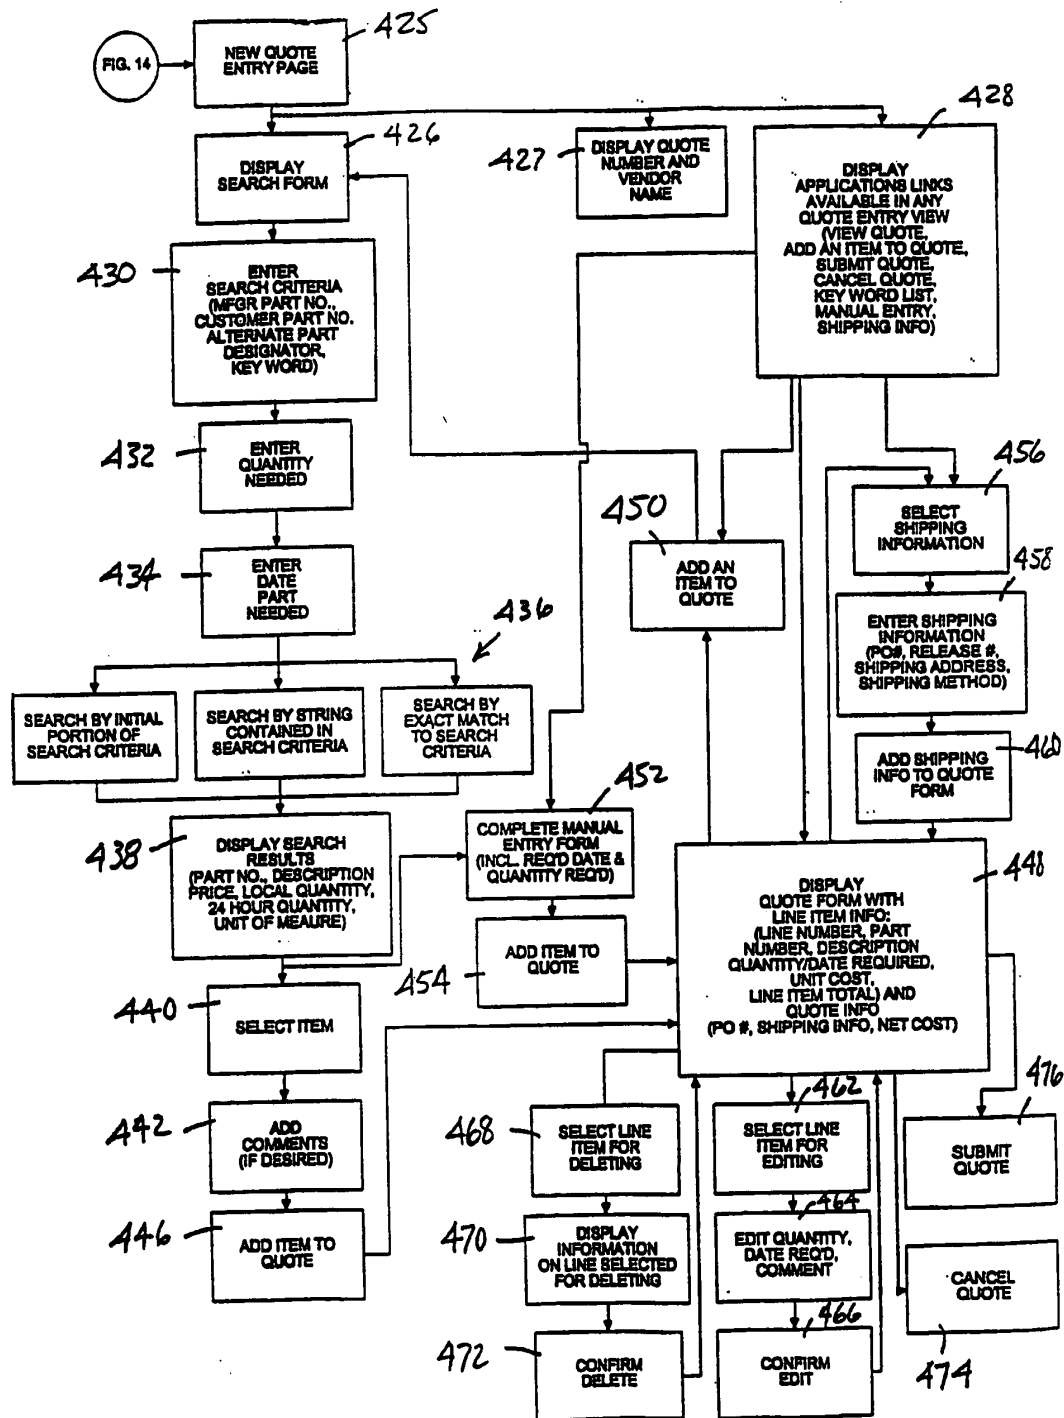 FIG. 14
NEW QUOTE
ENTRY PAGE
425
DISPLAY
SEARCH FORM
426
427
DISPLAY QUOTE
NUMBER AND
VENDOR
NAME
428
DISPLAY
APPLICATIONS LINKS
AVAILABLE IN ANY
QUOTE ENTRY VIEW
(VIEW QUOTE,
ADD AN ITEM TO QUOTE,
SUBMIT QUOTE,
CANCEL QUOTE,
KEY WORD LIST,
MANUAL ENTRY,
SHIPPING INFO)
430
ENTER
SEARCH CRITERIA
(MFGR PART NO.,
CUSTOMER PART NO.
ALTERNATE PART
DESIGNATOR,
KEY WORD)
432
ENTER
QUANTITY
NEEDED
434
ENTER
DATE
PART
NEEDED
436
SEARCH BY INITIAL
PORTION OF
SEARCH CRITERIA
SEARCH BY STRING
CONTAINED IN
SEARCH CRITERIA
SEARCH BY
EXACT MATCH
TO SEARCH
CRITERIA
438
DISPLAY SEARCH
RESULTS
(PART NO., DESCRIPTION
PRICE, LOCAL QUANTITY,
24 HOUR QUANTITY,
UNIT OF MEAURE)
440
SELECT ITEM
442
ADD
COMMENTS
(IF DESIRED)
446
ADD ITEM TO
QUOTE
450
ADD AN
ITEM TO
QUOTE
452
COMPLETE MANUAL
ENTRY FORM
(INCL. REQ'D DATE &
QUANTITY REQ'D)
454
ADD ITEM TO
QUOTE
456
SELECT
SHIPPING
INFORMATION
458
ENTER SHIPPING
INFORMATION
(PO#, RELEASE #,
SHIPPING ADDRESS,
SHIPPING METHOD)
460
ADD SHIPPING
INFO TO QUOTE
FORM
448
DISPLAY
QUOTE FORM WITH
LINE ITEM INFO:
(LINE NUMBER, PART
NUMBER, DESCRIPTION
QUANTITY/DATE REQUIRED,
UNIT COST,
LINE ITEM TOTAL) AND
QUOTE INFO
(PO #, SHIPPING INFO, NET COST)
468
SELECT LINE
ITEM FOR
DELETING
470
DISPLAY
INFORMATION
ON LINE SELECTED
FOR DELETING
472
CONFIRM
DELETE
462
SELECT LINE
ITEM FOR
EDITING
464
EDIT QUANTITY,
DATE REQ'D,
COMMENT
466
CONFIRM
EDIT
476
SUBMIT
QUOTE
CANCEL
QUOTE
474